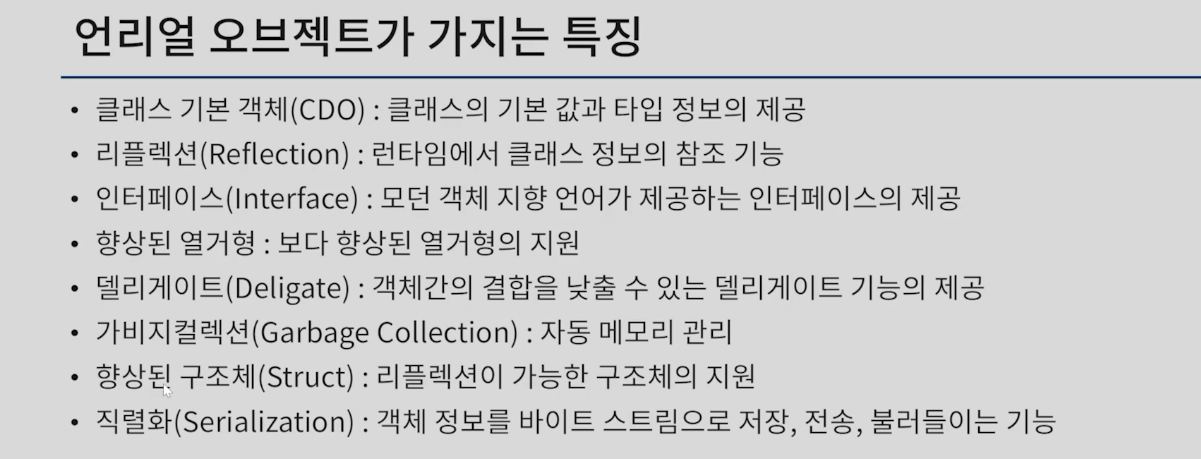 언리얼 오브젝트가 가지는 특징
• 클래스 기본 객체(CDO) : 클래스의 기본 값과 타입 정보의 제공
• 리플렉션(Reflection) : 런타임에서 클래스 정보의 참조 기능
• 인터페이스(Interface) : 모던 객체 지향 언어가 제공하는 인터페이스의 제공
• 향상된 열거형 : 보다 향상된 열거형의 지원
• 델리게이트(Deligate) : 객체간의 결합을 낮출 수 있는 델리게이트 기능의 제공
• 가비지컬렉션(Garbage Collection) : 자동 메모리 관리
• 향상된 구조체(Struct) : 리플렉션이 가능한 구조체의 지원
• 직렬화(Serialization) : 객체 정보를 바이트 스트림으로 저장, 전송, 불러들이는 기능